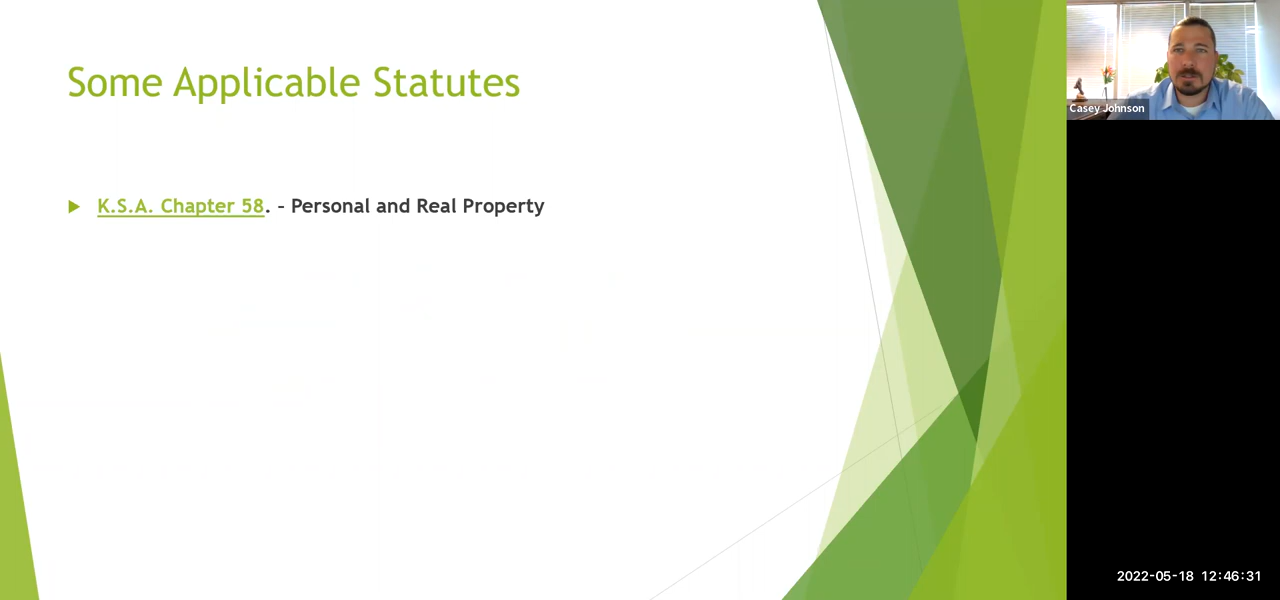 Some Applicable Statutes
K.S.A. Chapter 58. – Personal and Real Property
Casey Johnson
2022-05-18 12:46:31